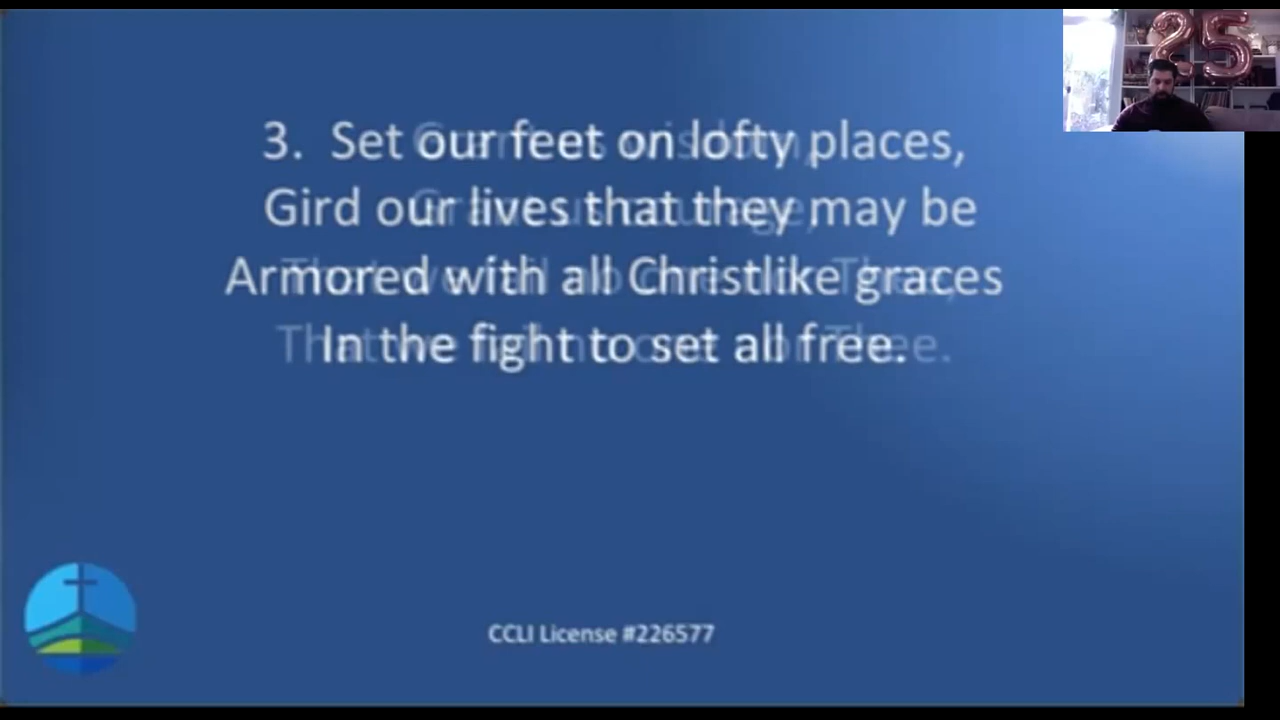 25
3. Set our feet on lofty places,
Gird our lives that they may be
Armored with all Christlike graces
In the fight to set all free.
CCLI License #226577